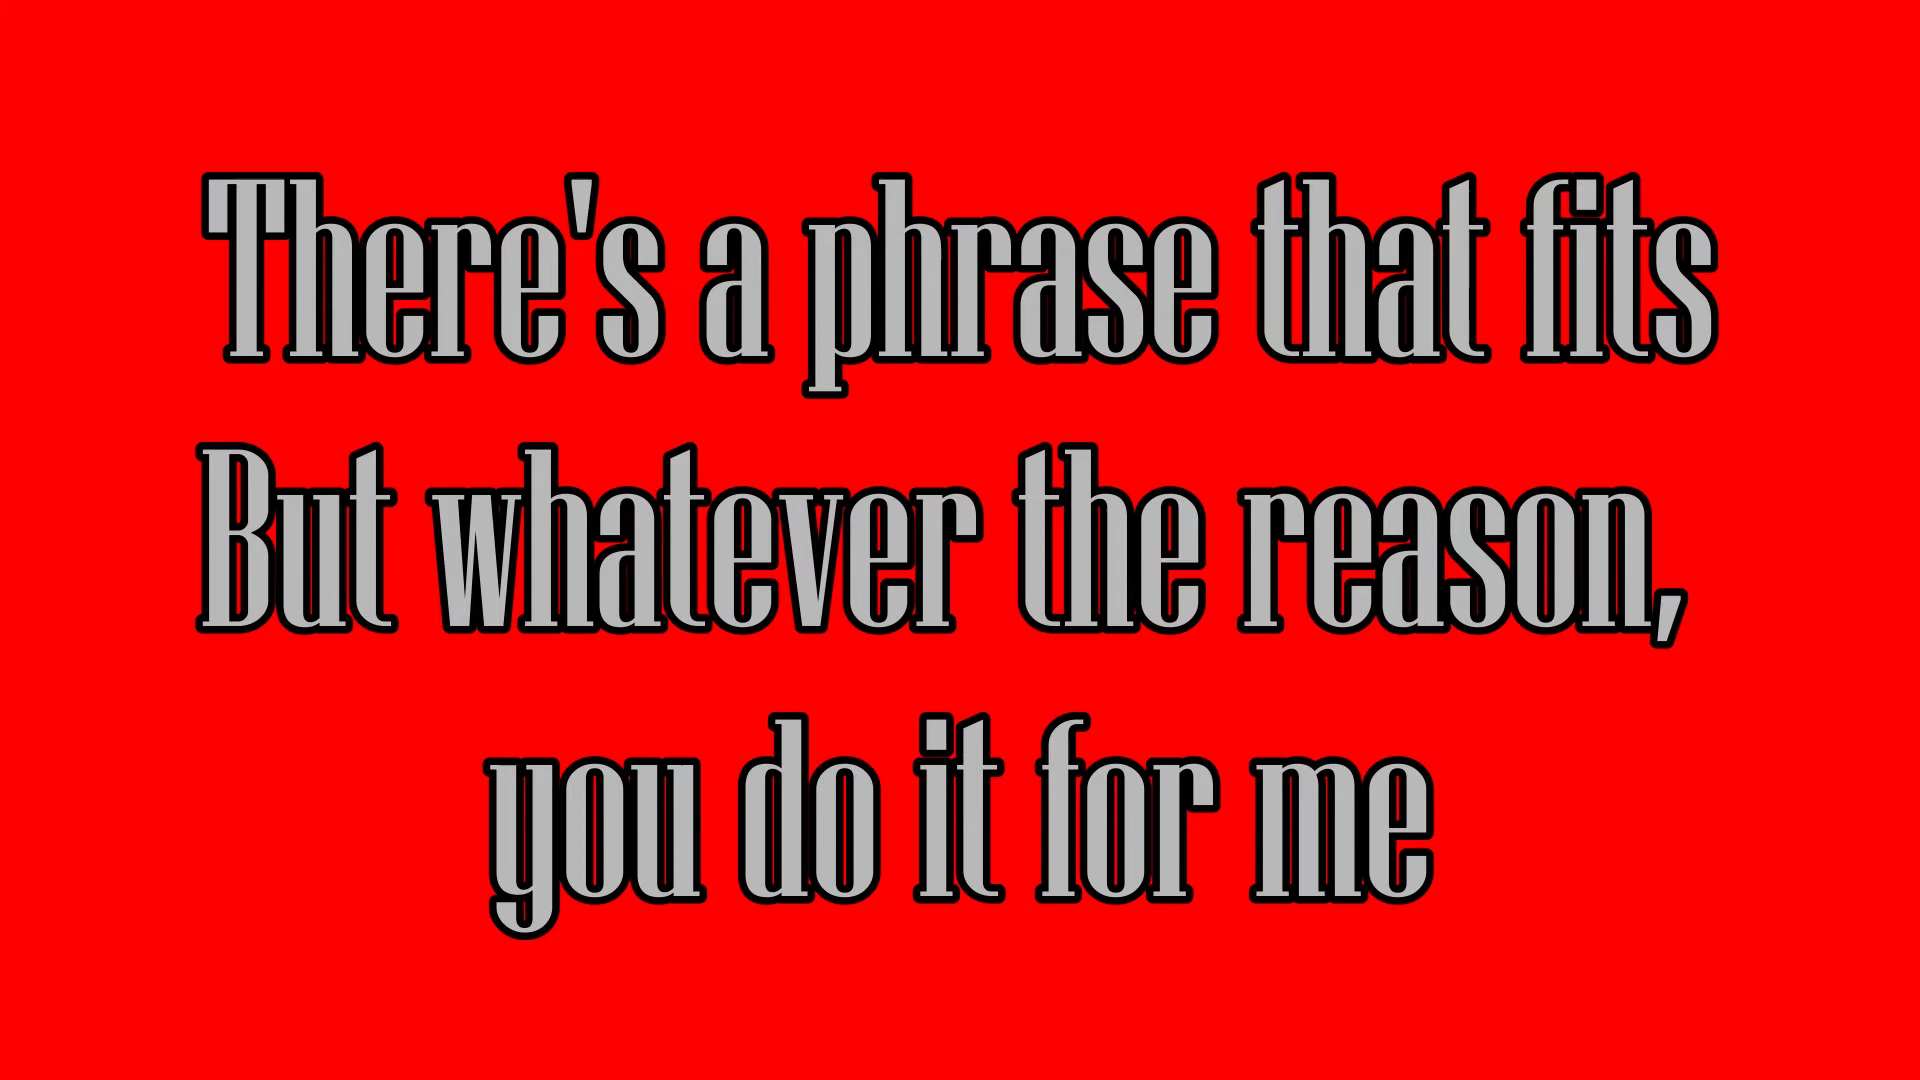 There's a phrase that fits
But whatever the reason,
you do it for me